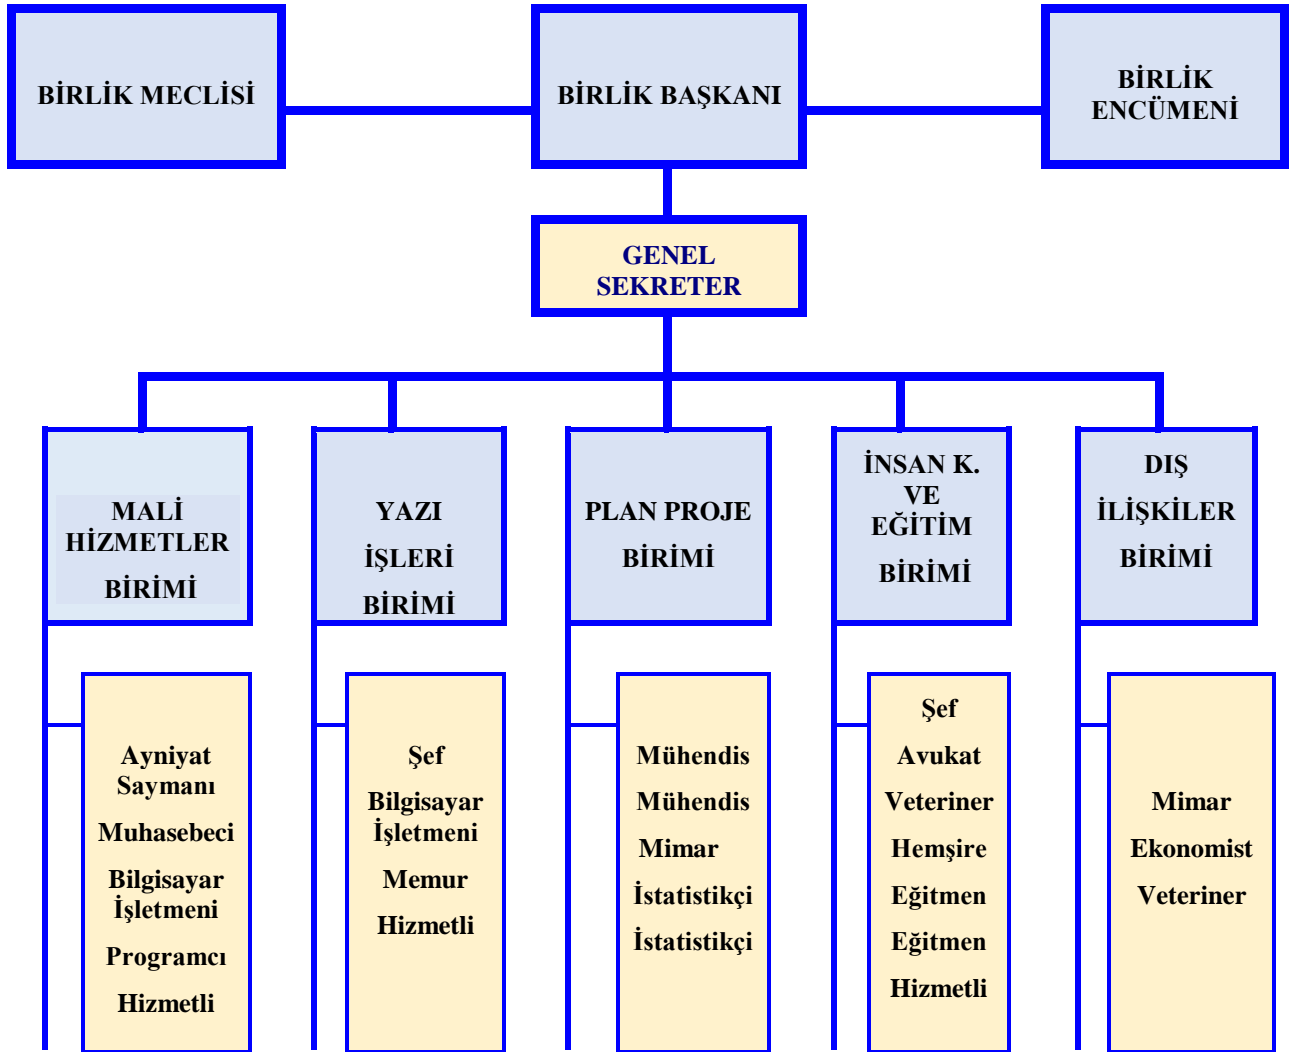 BİRLİK MECLİSİ
BİRLİK BAŞKANI
BİRLİK
ENCÜMENİ
GENEL
SEKRETER
MALİ
HİZMETLER
BİRİMİ
YAZI
İŞLERİ
BİRİMİ
PLAN PROJE
BİRİMİ
İNSAN K.
VE
EĞİTİM
BİRİMİ
DIŞ
İLİŞKİLER
BİRİMİ
Ayniyat
Saymanı
Muhasebeci
Bilgisayar
İşletmeni
Programcı
Hizmetli
Şef
Bilgisayar
İşletmeni
Memur
Hizmetli
Mühendis
Mühendis
Mimar
İstatistikçi
İstatistikçi
Şef
Avukat
Veteriner
Hemşire
Eğitmen
Eğitmen
Hizmetli
Mimar
Ekonomist
Veteriner